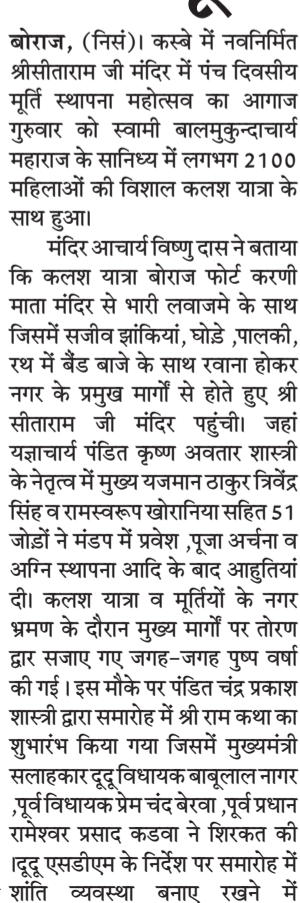 बोराज, (निसं)। कस्बे में नवनिर्मित
श्रीसीताराम जी मंदिर में पंच दिवसीय
मूर्ति स्थापना महोत्सव का आगाज
गुरुवार को स्वामी बालमुकुन्दाचार्य
महाराज के सानिध्य में लगभग 2100
महिलाओं की विशाल कलश यात्रा के
साथ हुआ।
मंदिर आचार्य विष्णु दास ने बताया
कि कलश यात्रा बोराज फोर्ट करणी
माता मंदिर से भारी लवाजमे के साथ
जिसमें सजीव झांकियां, घोड़े ,पालकी,
रथ में बैंड बाजे के साथ रवाना होकर
नगर के प्रमुख मार्गों से होते हुए श्री
सीताराम जी मंदिर पहुंची। जहां
यज्ञाचार्य पंडित कृष्ण अवतार शास्त्री
के नेतृत्व में मुख्य यजमान ठाकुर त्रिवेंद्र
सिंह व रामस्वरूप खोरानिया सहित 51
जोड़ों ने मंडप में प्रवेश ,पूजा अर्चना व
अग्नि स्थापना आदि के बाद आहुतियां
दी। कलश यात्रा व मूर्तियों के नगर
भ्रमण के दौरान मुख्य मार्गों पर तोरण
द्वार सजाए गए जगह-जगह पुष्प वर्षा
की गई । इस मौके पर पंडित चंद्र प्रकाश
शास्त्री द्वारा समारोह में श्री राम कथा का
शुभारंभ किया गया जिसमें मुख्यमंत्री
सलाहकार दूदू विधायक बाबूलाल नागर
,पूर्व विधायक प्रेम चंद बेरवा ,पूर्व प्रधान
रामेश्वर प्रसाद कडवा ने शिरकत की
।दूदू एसडीएम के निर्देश पर समारोह में
शांति व्यवस्था बनाए रखने में